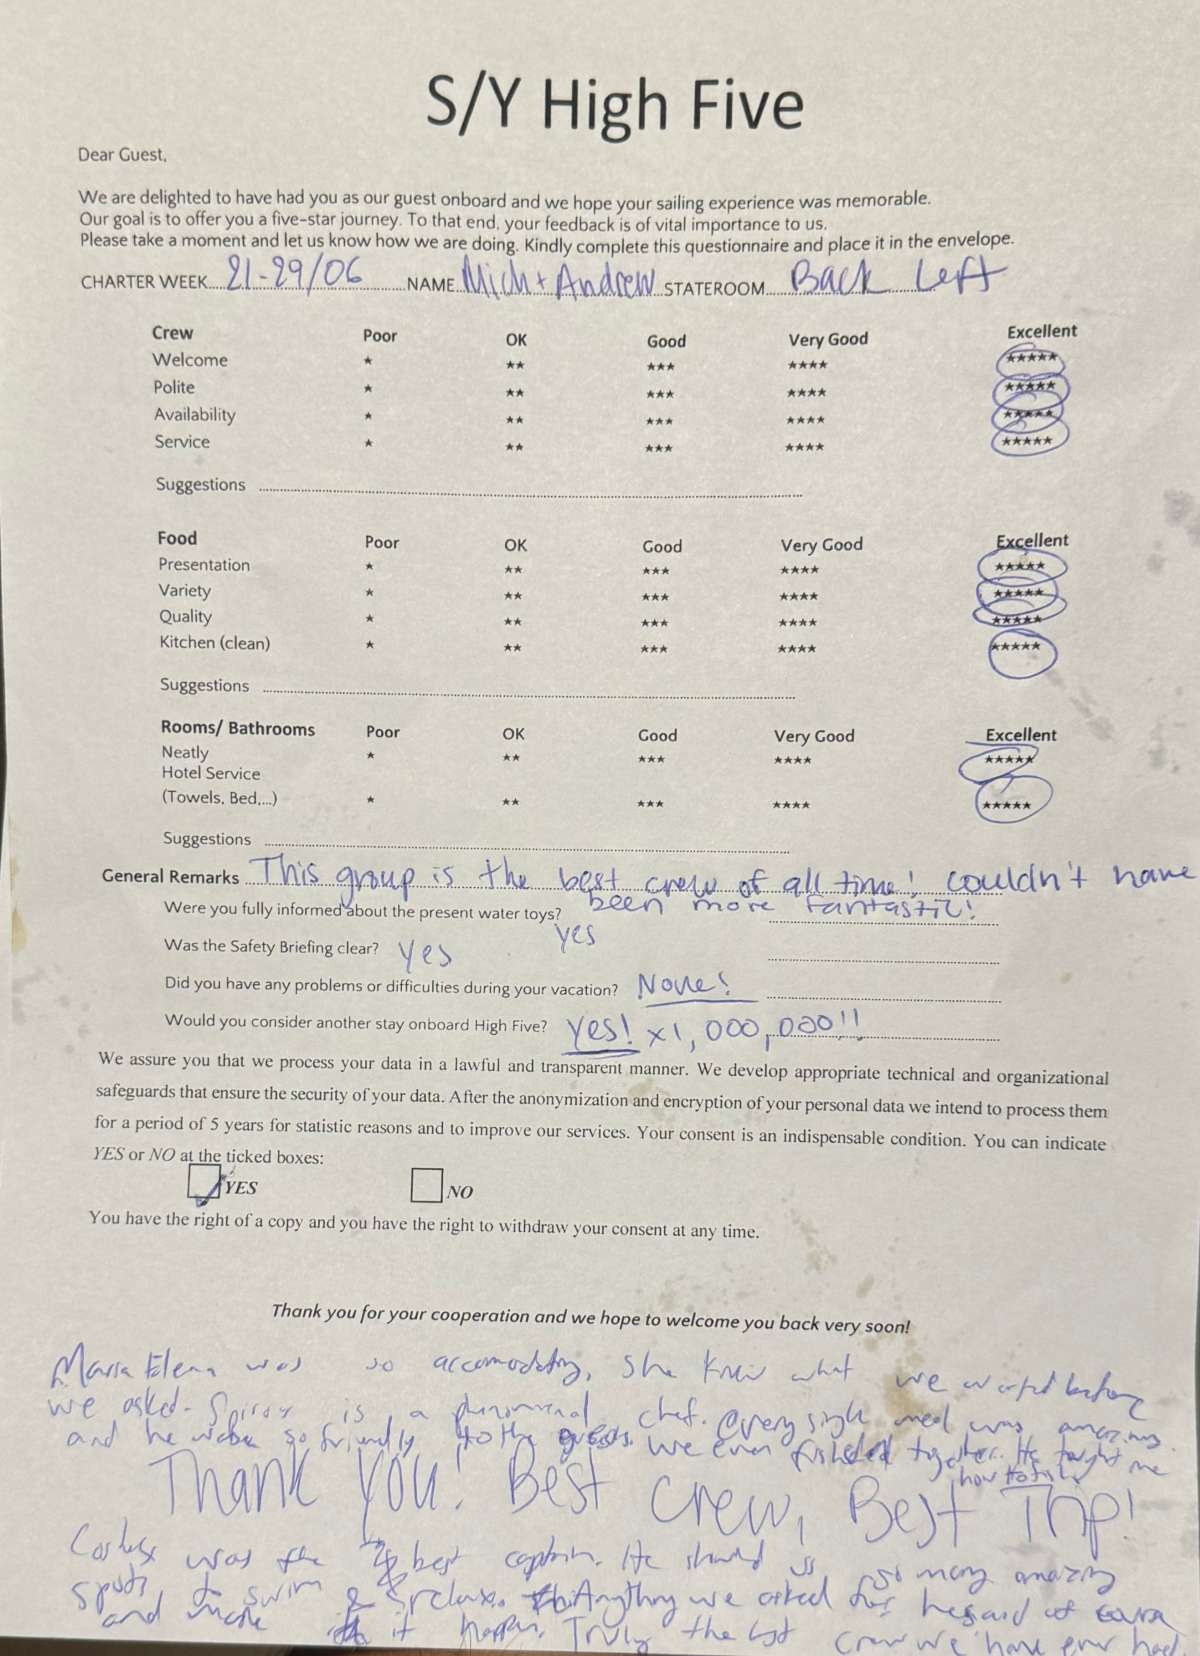 S/Y High Five
Dear Guest,
We are delighted to have had you as our guest onboard and we hope your sailing experience was memorable.
Our goal is to offer you a five-star journey. To that end, your feedback is of vital importance to us.
Please take a moment and let us know how we are doing. Kindly complete this questionnaire and place it in the envelope.
CHARTER WEEK 21-29/06 NAME Mich + Andrew STATEROOM Back Left
Crew Poor OK Good Very Good Excellent
Welcome * ** *** **** *****
Polite * ** *** **** *****
Availability * ** *** **** *****
Service * ** *** **** *****
Suggestions
Food Poor OK Good Very Good Excellent
Presentation * ** *** **** *****
Variety * ** *** **** *****
Quality * ** *** **** *****
Kitchen (clean) * ** *** **** *****
Suggestions
Rooms/ Bathrooms Poor OK Good Very Good Excellent
Neatly * ** *** **** *****
Hotel Service
(Towels, Bed,...) * ** *** **** *****
Suggestions
General Remarks This group is the best crew of all time! couldn't have
been more fantastic!
Were you fully informed about the present water toys? yes
Was the Safety Briefing clear? yes
Did you have any problems or difficulties during your vacation? None!
Would you consider another stay onboard High Five? yes! x1,000,000!!
We assure you that we process your data in a lawful and transparent manner. We develop appropriate technical and organizational
safeguards that ensure the security of your data. After the anonymization and encryption of your personal data we intend to process them
for a period of 5 years for statistic reasons and to improve our services. Your consent is an indispensable condition. You can indicate
YES or NO at the ticked boxes:
YES NO
You have the right of a copy and you have the right to withdraw your consent at any time.
Thank you for your cooperation and we hope to welcome you back very soon!
Maria Elena was so accomodating, she knew what we wanted before
we asked. Spiros is a chef. every single meal was amazing
and he was so friendly to the guests. we even fished together. He taught me
how to fish
Thank you! Best crew, Best Trip!
was the best captain. He showed us so many amazing
spots to swim & relax. Anything we asked for he said of course
and made it happen. Truly the best crew we have ever had